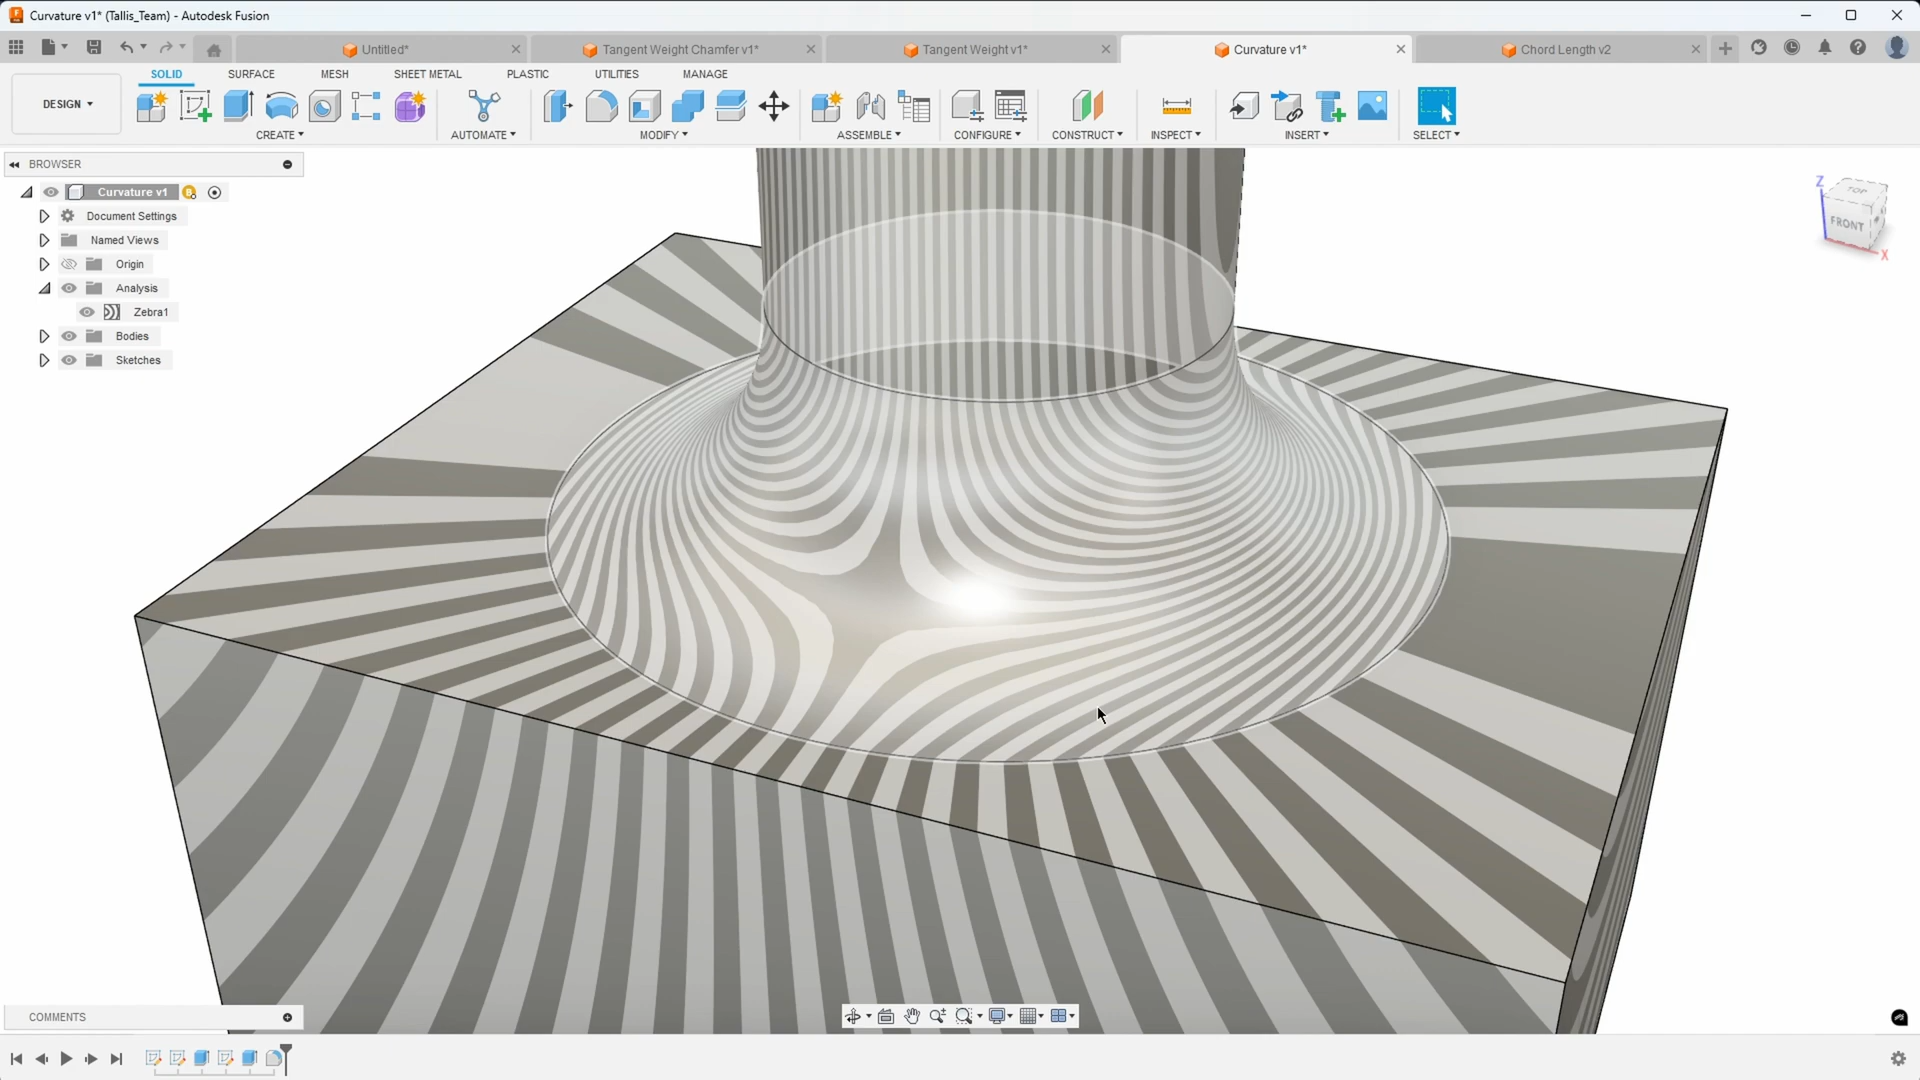 Curvature v1* (Tallis_Team) - Autodesk Fusion
Untitled*
Tangent Weight Chamfer v1*
Tangent Weight v1*
Curvature v1*
Chord Length v2
DESIGN
SOLID
SURFACE
MESH
SHEET METAL
PLASTIC
UTILITIES
MANAGE
CREATE
AUTOMATE
MODIFY
ASSEMBLE
CONFIGURE
CONSTRUCT
INSPECT
INSERT
SELECT
BROWSER
Curvature v1
Document Settings
Named Views
Origin
Analysis
Zebra1
Bodies
Sketches
Z
TOP
FRONT
X
COMMENTS